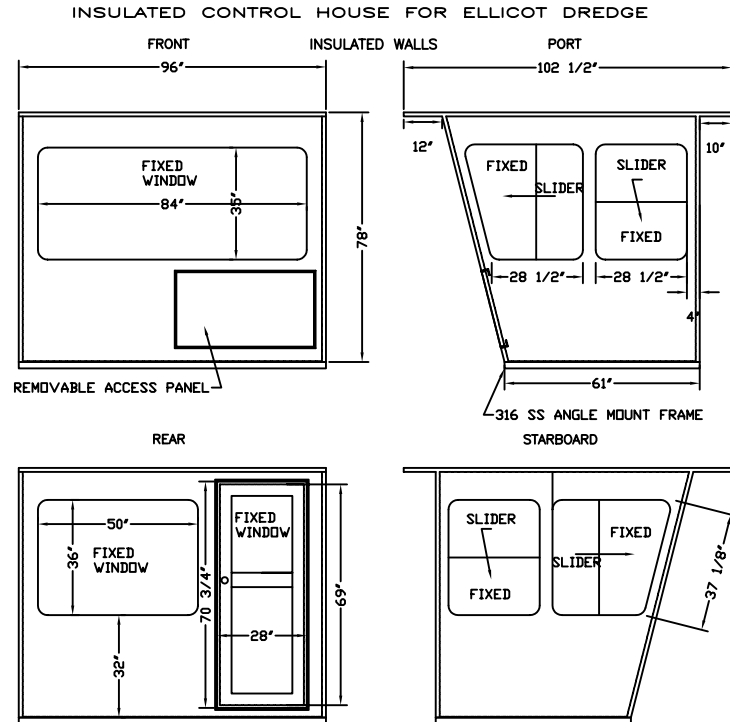 INSULATED CONTROL HOUSE FOR ELLICOT DREDGE
FRONT
INSULATED WALLS
PORT
96"
102 1/2"
12"
10"
FIXED
WINDOW
84"
35"
78"
FIXED
SLIDER
SLIDER
FIXED
28 1/2"
28 1/2"
4"
REMOVABLE ACCESS PANEL
61"
316 SS ANGLE MOUNT FRAME
REAR
STARBOARD
50"
36"
FIXED
WINDOW
32"
FIXED
WINDOW
70 3/4"
69"
28"
SLIDER
FIXED
FIXED
SLIDER
37 1/8"